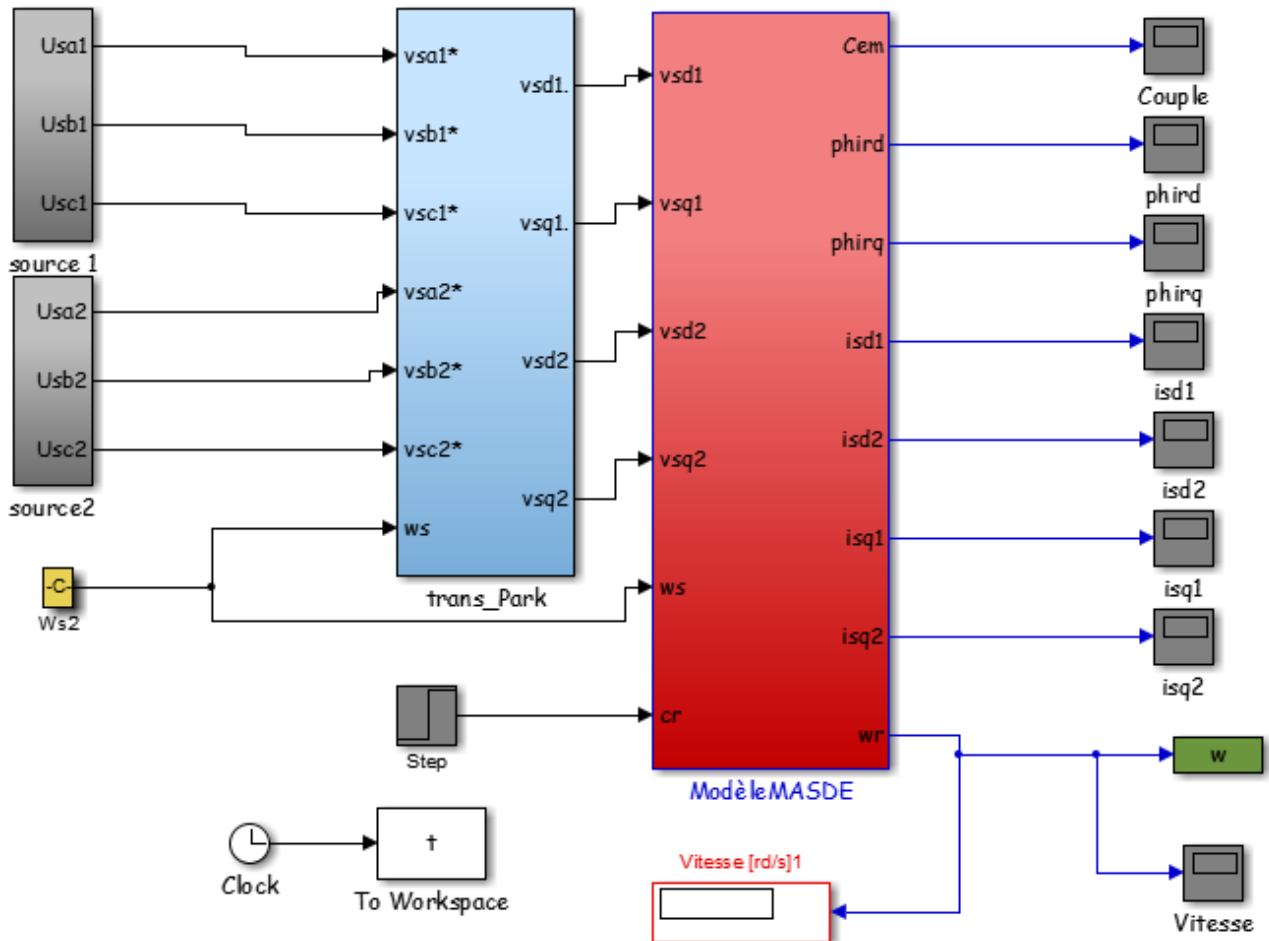 Usa1
Usb1
Usc1
source 1
Usa2
Usb2
Usc2
source2
-C-
Ws2
vsa1*
vsb1*
vsc1*
vsa2*
vsb2*
vsc2*
ws
vsd1.
vsq1.
vsd2
vsq2
trans_Park
Step
Clock
t
To Workspace
vsd1
vsq1
vsd2
vsq2
ws
cr
Cem
phird
phirq
isd1
isd2
isq1
isq2
wr
ModèleMASDE
Vitesse [rd/s]1
Couple
phird
phirq
isd1
isd2
isq1
isq2
w
Vitesse